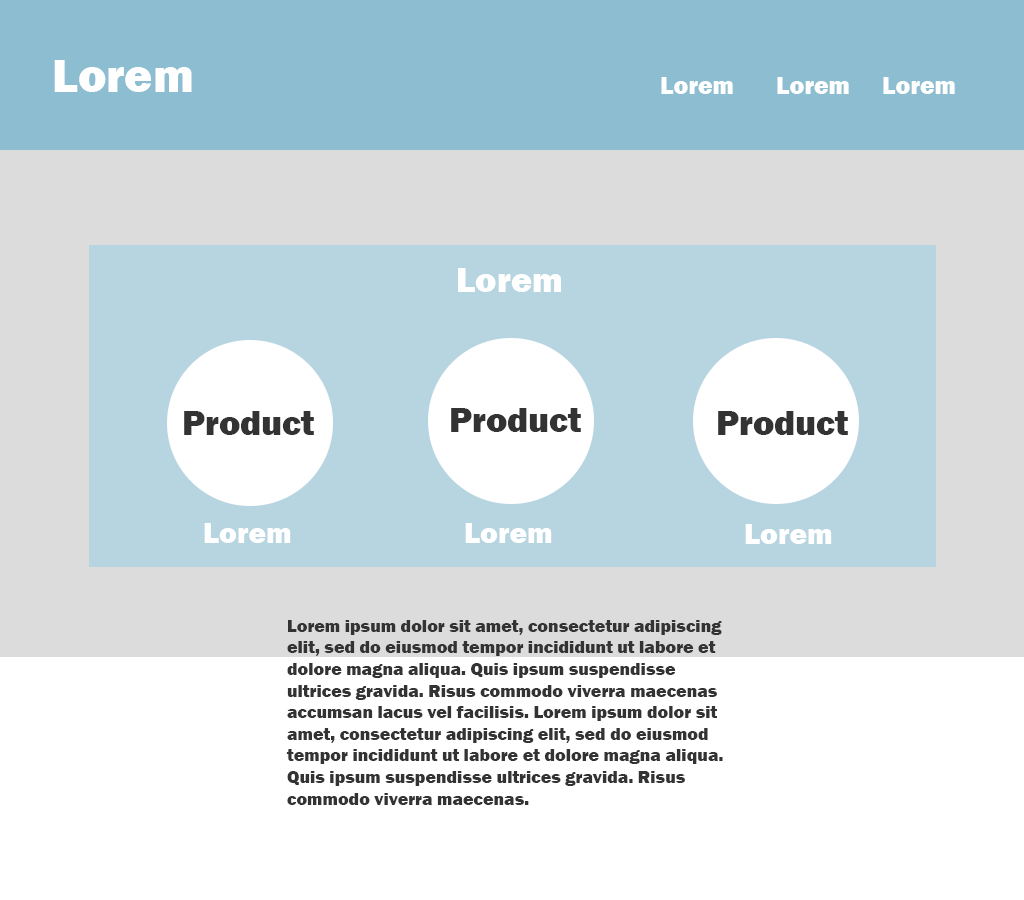 Lorem
Lorem Lorem Lorem
Lorem
Product Product Product
Lorem Lorem Lorem
Lorem ipsum dolor sit amet, consectetur adipiscing
elit, sed do eiusmod tempor incididunt ut labore et
dolore magna aliqua. Quis ipsum suspendisse
ultrices gravida. Risus commodo viverra maecenas
accumsan lacus vel facilisis. Lorem ipsum dolor sit
amet, consectetur adipiscing elit, sed do eiusmod
tempor incididunt ut labore et dolore magna aliqua.
Quis ipsum suspendisse ultrices gravida. Risus
commodo viverra maecenas.